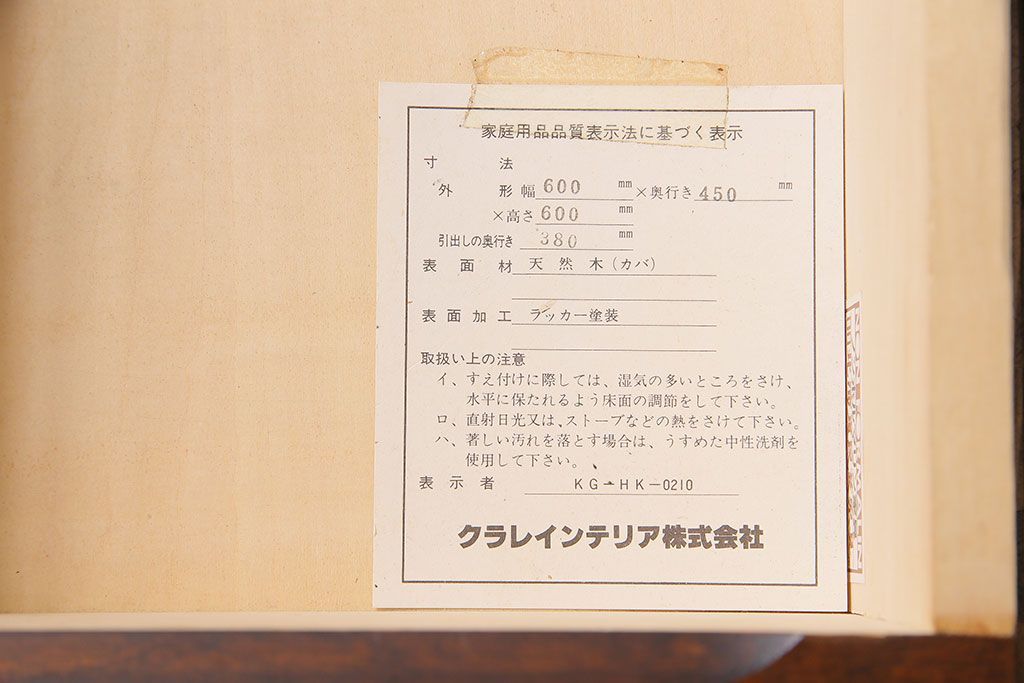 家庭用品品質表示法に基づく表示
寸法
外形 幅 600 mm ×奥行き 450 mm
×高さ 600 mm
引出しの奥行き 380 mm
表面材 天然木(カバ)
表面加工 ラッカー塗装
取扱い上の注意
イ、すえ付けに際しては、湿気の多いところをさけ、
水平に保たれるよう床面の調節をして下さい。
ロ、直射日光又は、ストーブなどの熱をさけて下さい。
ハ、著しい汚れを落とす場合は、うすめた中性洗剤を
使用して下さい。
表示者 KG-HK-0210
クラレインテリア株式会社